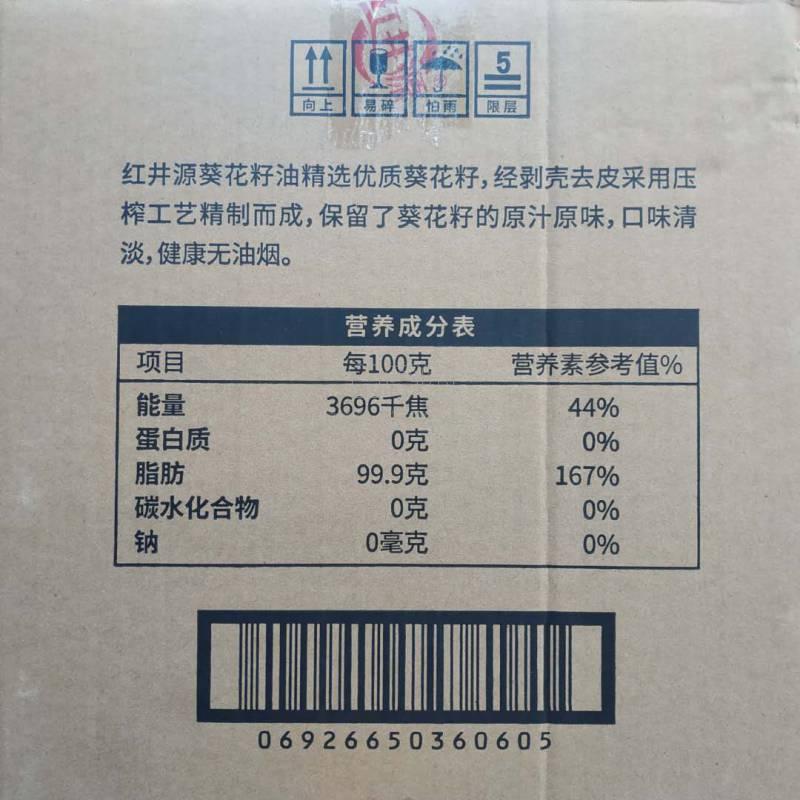 5
向上 易碎 怕雨 限层
红井源葵花籽油精选优质葵花籽,经剥壳去皮采用压
榨工艺精制而成,保留了葵花籽的原汁原味,口味清
淡,健康无油烟。
营养成分表
项目 每100克 营养素参考值%
能量 3696千焦 44%
蛋白质 0克 0%
脂肪 99.9克 167%
碳水化合物 0克 0%
钠 0毫克 0%
06926650360605